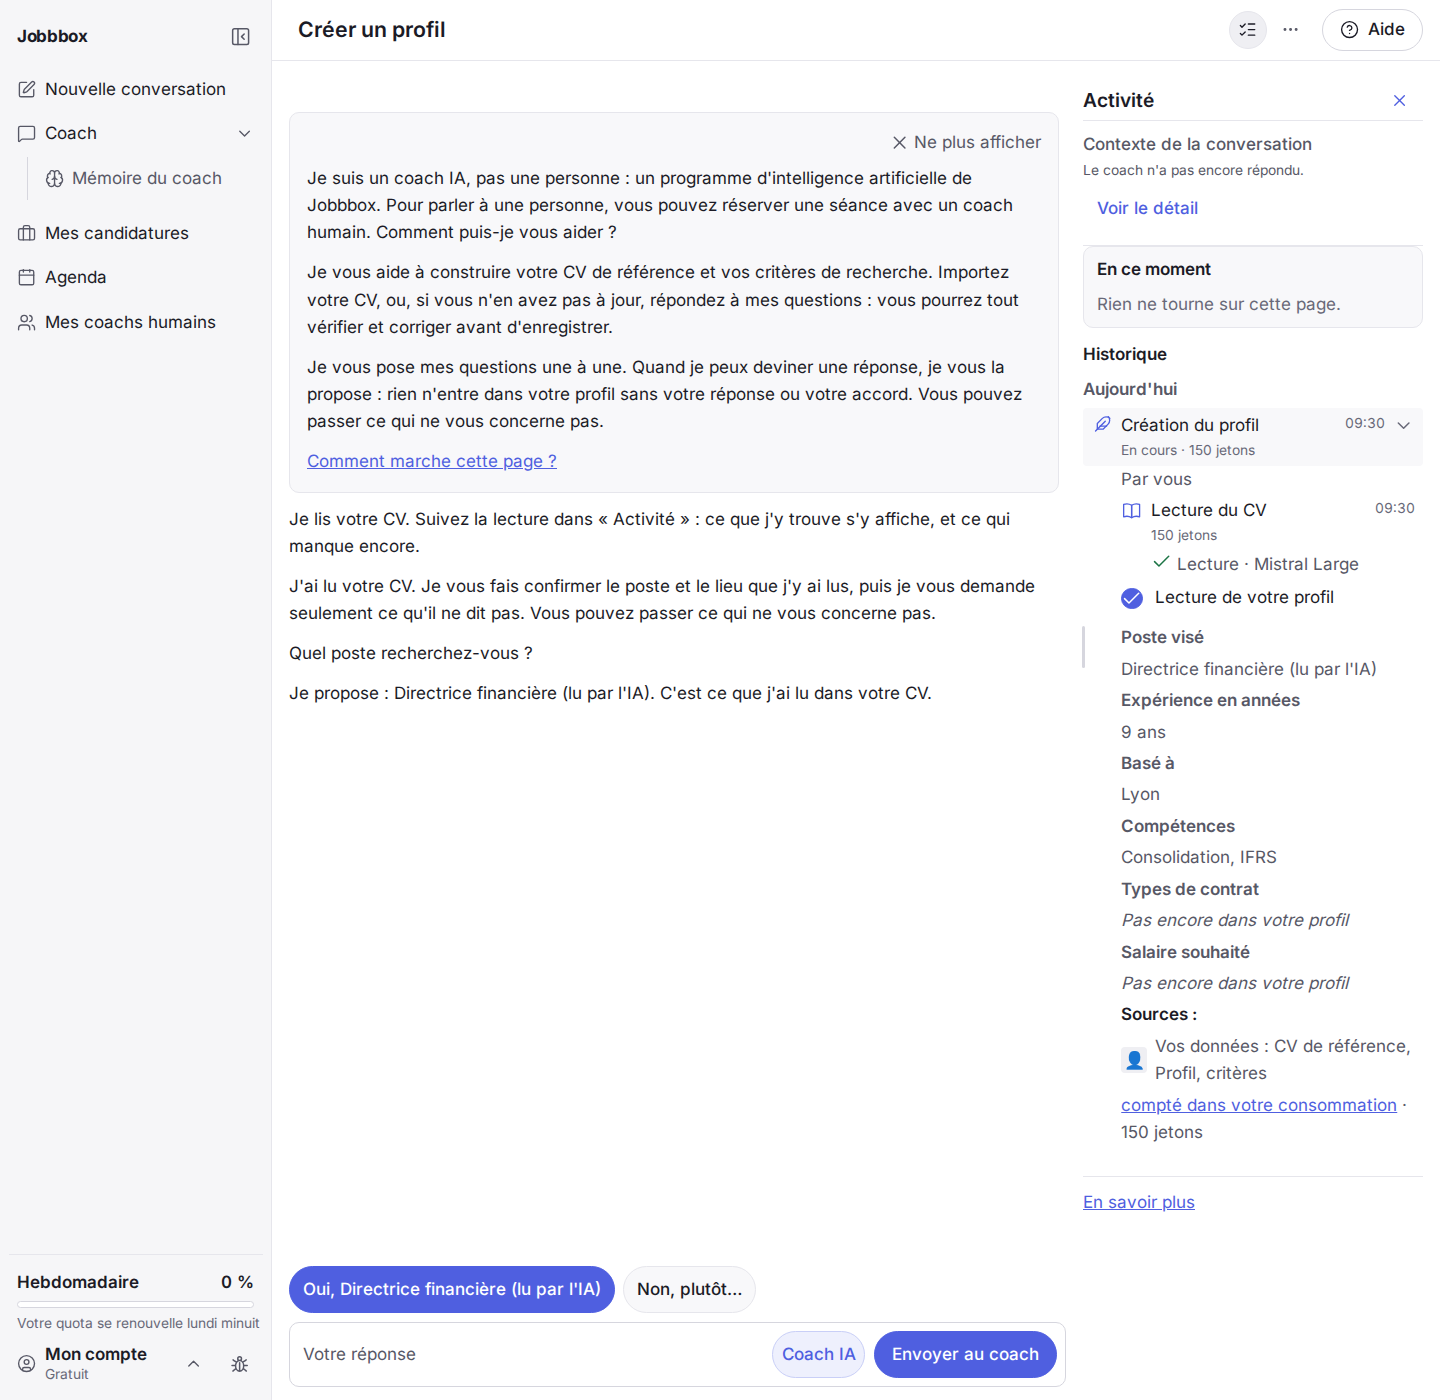 Jobbbox
Nouvelle conversation
Coach
Mémoire du coach
Mes candidatures
Agenda
Mes coachs humains
Hebdomadaire 0 %
Votre quota se renouvelle lundi minuit
Mon compte
Gratuit
Créer un profil
Aide
Ne plus afficher
Je suis un coach IA, pas une personne : un programme d'intelligence artificielle de
Jobbbox. Pour parler à une personne, vous pouvez réserver une séance avec un coach
humain. Comment puis-je vous aider ?
Je vous aide à construire votre CV de référence et vos critères de recherche. Importez
votre CV, ou, si vous n'en avez pas à jour, répondez à mes questions : vous pourrez tout
vérifier et corriger avant d'enregistrer.
Je vous pose mes questions une à une. Quand je peux deviner une réponse, je vous la
propose : rien n'entre dans votre profil sans votre réponse ou votre accord. Vous pouvez
passer ce qui ne vous concerne pas.
Comment marche cette page ?
Je lis votre CV. Suivez la lecture dans « Activité » : ce que j'y trouve s'y affiche, et ce qui
manque encore.
J'ai lu votre CV. Je vous fais confirmer le poste et le lieu que j'y ai lus, puis je vous demande
seulement ce qu'il ne dit pas. Vous pouvez passer ce qui ne vous concerne pas.
Quel poste recherchez-vous ?
Je propose : Directrice financière (lu par l'IA). C'est ce que j'ai lu dans votre CV.
Oui, Directrice financière (lu par l'IA)
Non, plutôt…
Votre réponse
Coach IA
Envoyer au coach
Activité
Contexte de la conversation
Le coach n'a pas encore répondu.
Voir le détail
En ce moment
Rien ne tourne sur cette page.
Historique
Aujourd'hui
Création du profil 09:30
En cours · 150 jetons
Par vous
Lecture du CV 09:30
150 jetons
Lecture · Mistral Large
Lecture de votre profil
Poste visé
Directrice financière (lu par l'IA)
Expérience en années
9 ans
Basé à
Lyon
Compétences
Consolidation, IFRS
Types de contrat
Pas encore dans votre profil
Salaire souhaité
Pas encore dans votre profil
Sources :
Vos données : CV de référence,
Profil, critères
compté dans votre consommation ·
150 jetons
En savoir plus